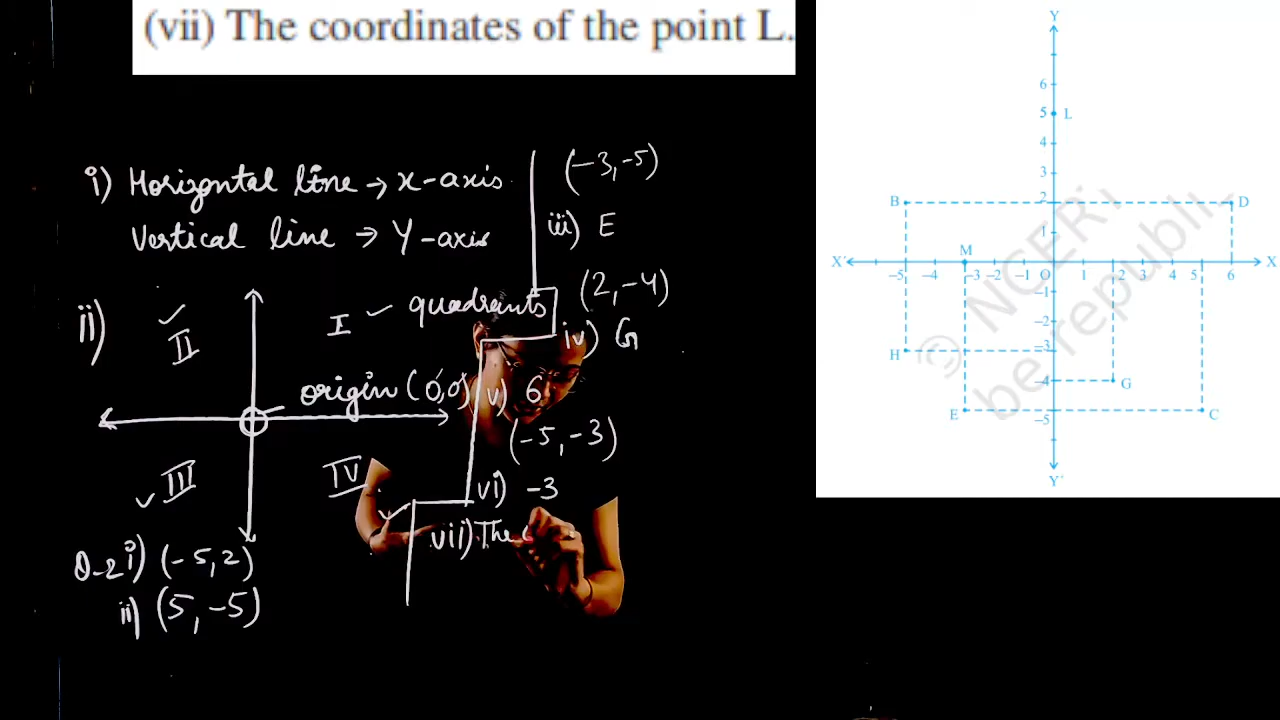 (vii) The coordinates of the point L.
i) Horizontal line → x-axis
Vertical line → Y-axis
ii)
II
I
quadrants
origin (0,0)
III
IV
Q-2 i) (-5,2)
ii) (5,-5)
(-3,-5)
iii) E
(2,-4)
iv) G
v) 6
(-5,-3)
vi) -3
vii) The
Y
6
5 L
4
3
B 2 D
1
M
X′ -5 -4 -3 -2 -1 O 1 2 3 4 5 6 X
-1
-2
H -3
-4 G
E -5 C
Y′
© NCERT
be republi